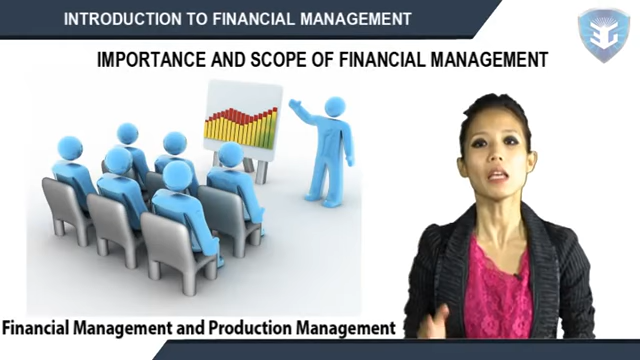 INTRODUCTION TO FINANCIAL MANAGEMENT
IMPORTANCE AND SCOPE OF FINANCIAL MANAGEMENT
Financial Management and Production Management